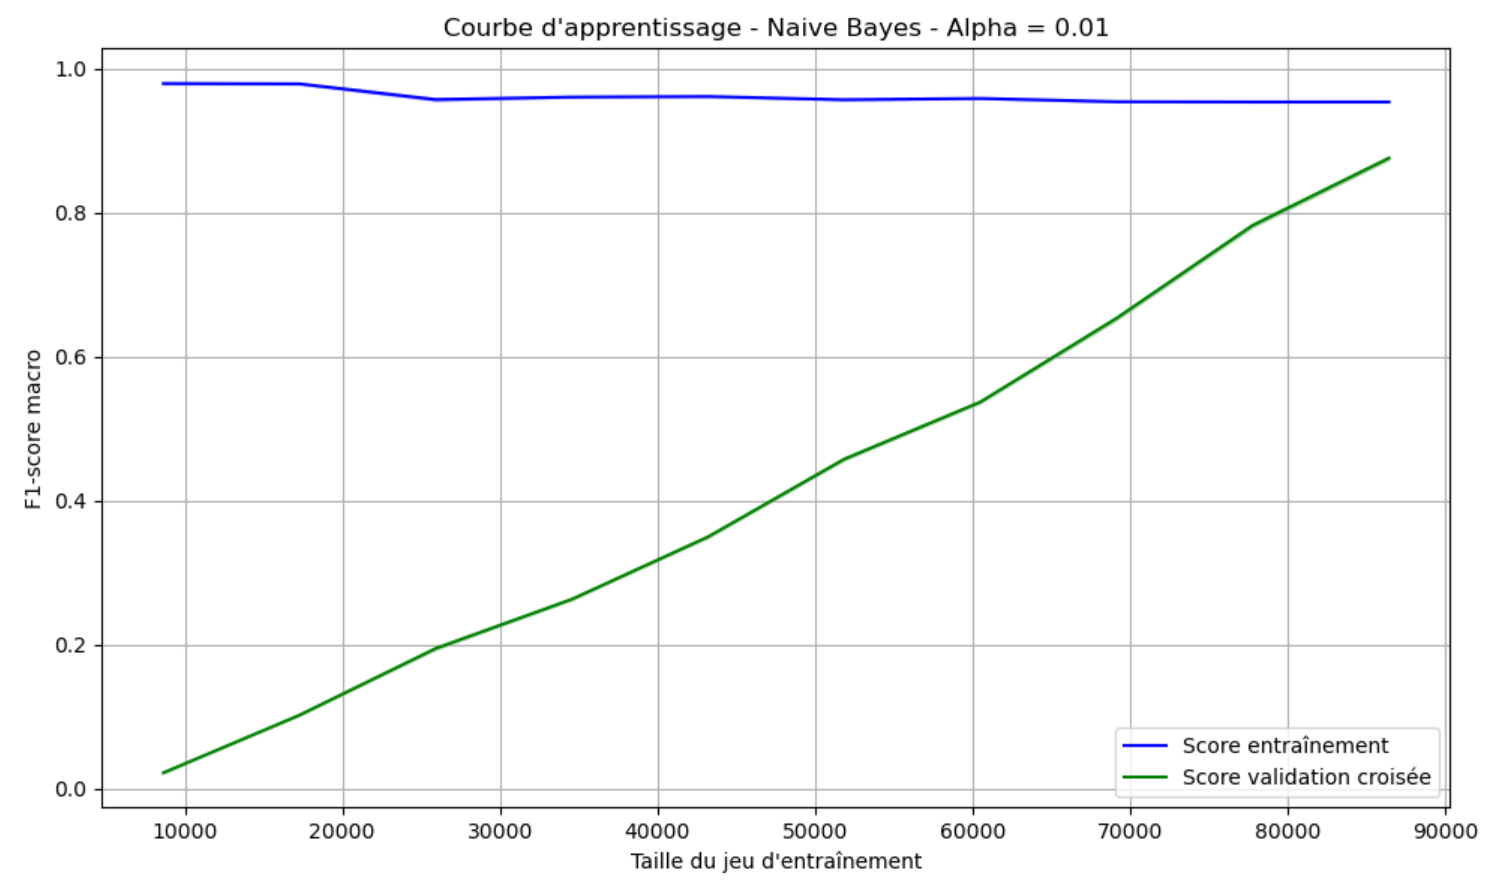 Courbe d'apprentissage - Naive Bayes - Alpha = 0.01
F1-score macro
1.0
0.8
0.6
0.4
0.2
0.0
Score entraînement
Score validation croisée
10000 20000 30000 40000 50000 60000 70000 80000 90000
Taille du jeu d'entraînement